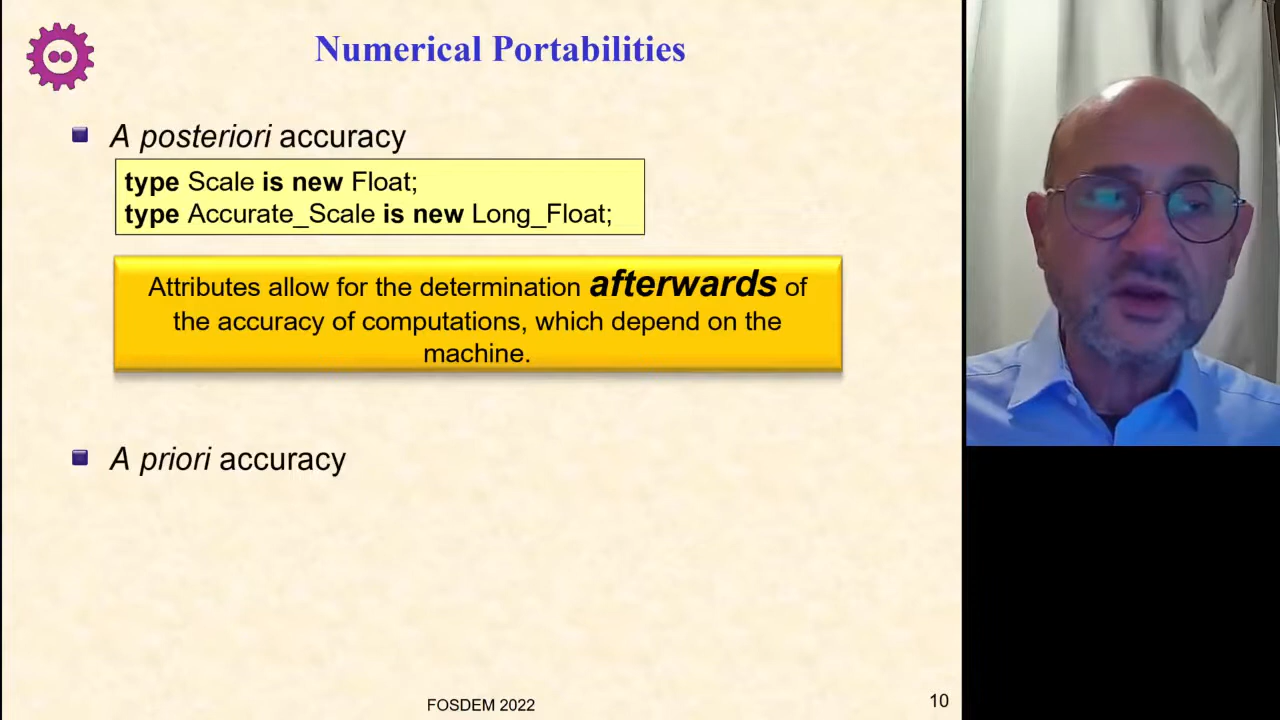 Numerical Portabilities
A posteriori accuracy
type Scale is new Float;
type Accurate_Scale is new Long_Float;
Attributes allow for the determination afterwards of
the accuracy of computations, which depend on the
machine.
A priori accuracy
FOSDEM 2022
10